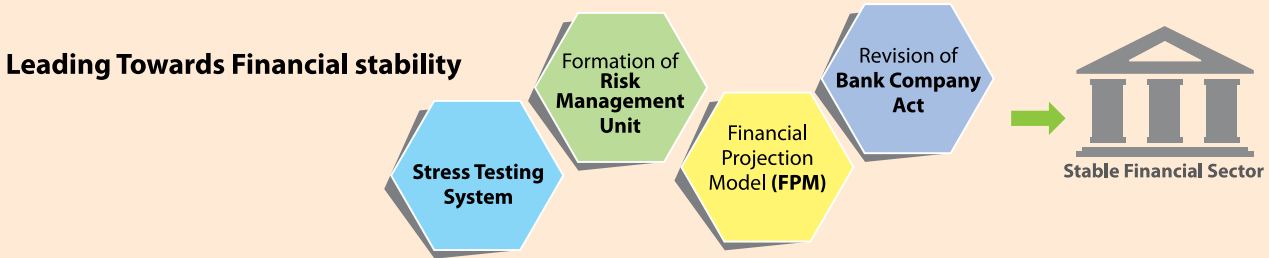 Leading Towards Financial stability
Stress Testing
System
Formation of
Risk
Management
Unit
Financial
Projection
Model (FPM)
Revision of
Bank Company
Act
Stable Financial Sector